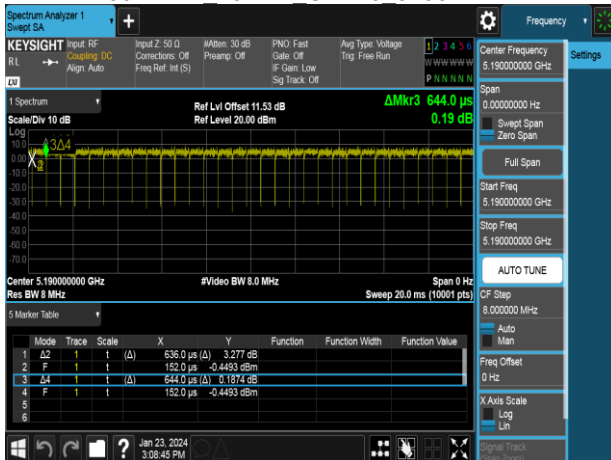 Spectrum Analyzer 1
Swept SA
+
Frequency
KEYSIGHT
RL
LXI
Input: RF
Coupling: DC
Align: Auto
Input Z: 50 Ω
Corrections: Off
Freq Ref: Int (S)
#Atten: 30 dB
Preamp: Off
PNO: Fast
Gate: Off
IF Gain: Low
Sig Track: Off
Avg Type: Voltage
Trig: Free Run
1 2 3 4 5 6
W W W W W W
P N N N N N
Center Frequency
5.190000000 GHz
Settings
Span
0.00000000 Hz
Swept Span
Zero Span
Full Span
Start Freq
5.190000000 GHz
Stop Freq
5.190000000 GHz
AUTO TUNE
CF Step
8.000000 MHz
Auto
Man
Freq Offset
0 Hz
X Axis Scale
Log
Lin
Signal Track
(Span Zoom)
1 Spectrum
Scale/Div 10 dB
Ref Lvl Offset 11.53 dB
Ref Level 20.00 dBm
ΔMkr3 644.0 µs
0.19 dB
Log
10.0
0.00
-10.0
-20.0
-30.0
-40.0
-50.0
-60.0
-70.0
3Δ4
X2
Center 5.190000000 GHz
Res BW 8 MHz
#Video BW 8.0 MHz
Span 0 Hz
Sweep 20.0 ms (10001 pts)
5 Marker Table
Mode Trace Scale X Y Function Function Width Function Value
1 Δ2 1 t (Δ) 636.0 µs (Δ) 3.277 dB
2 F 1 t 152.0 µs -0.4493 dBm
3 Δ4 1 t (Δ) 644.0 µs (Δ) 0.1874 dB
4 F 1 t 152.0 µs -0.4493 dBm
5
6
?
Jan 23, 2024
3:08:45 PM